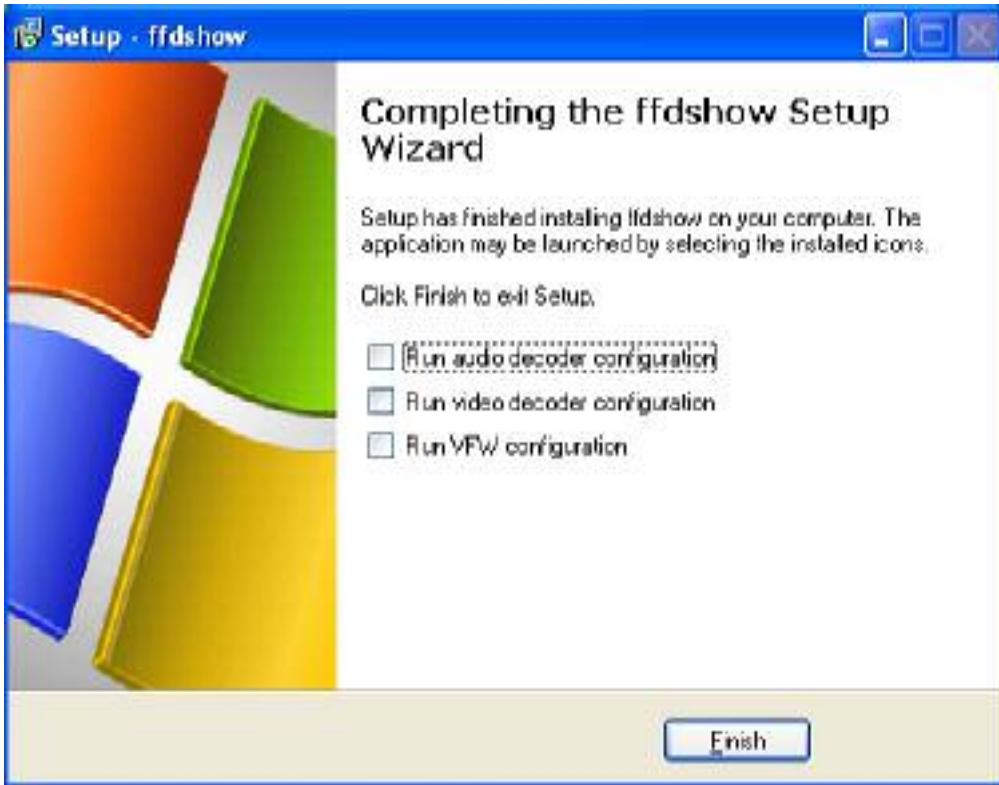 Setup - ffdshow
Completing the ffdshow Setup
Wizard
Setup has finished installing ffdshow on your computer. The
application may be launched by selecting the installed icons.
Click Finish to exit Setup.
Run audio decoder configuration
Run video decoder configuration
Run VFW configuration
Finish